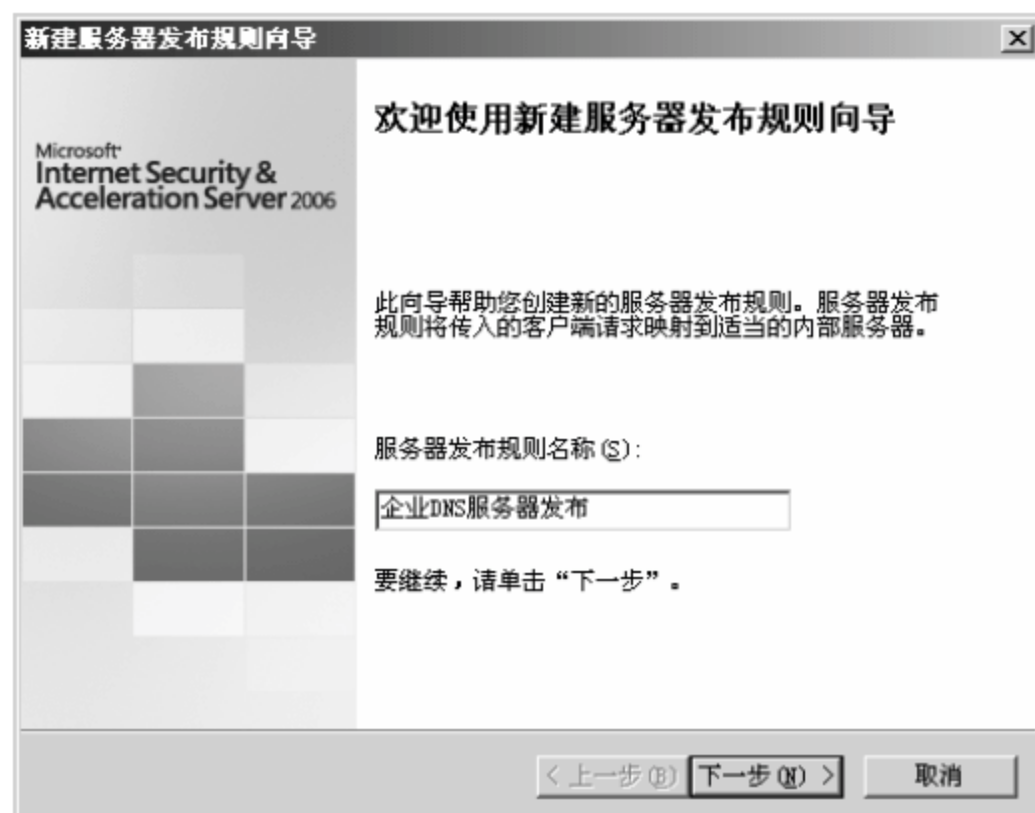 新建服务器发布规则向导
Microsoft
Internet Security &
Acceleration Server 2006
欢迎使用新建服务器发布规则向导
此向导帮助您创建新的服务器发布规则。服务器发布
规则将传入的客户端请求映射到适当的内部服务器。
服务器发布规则名称(S):
企业DNS服务器发布
要继续，请单击“下一步”。
< 上一步(B)
下一步(N) >
取消